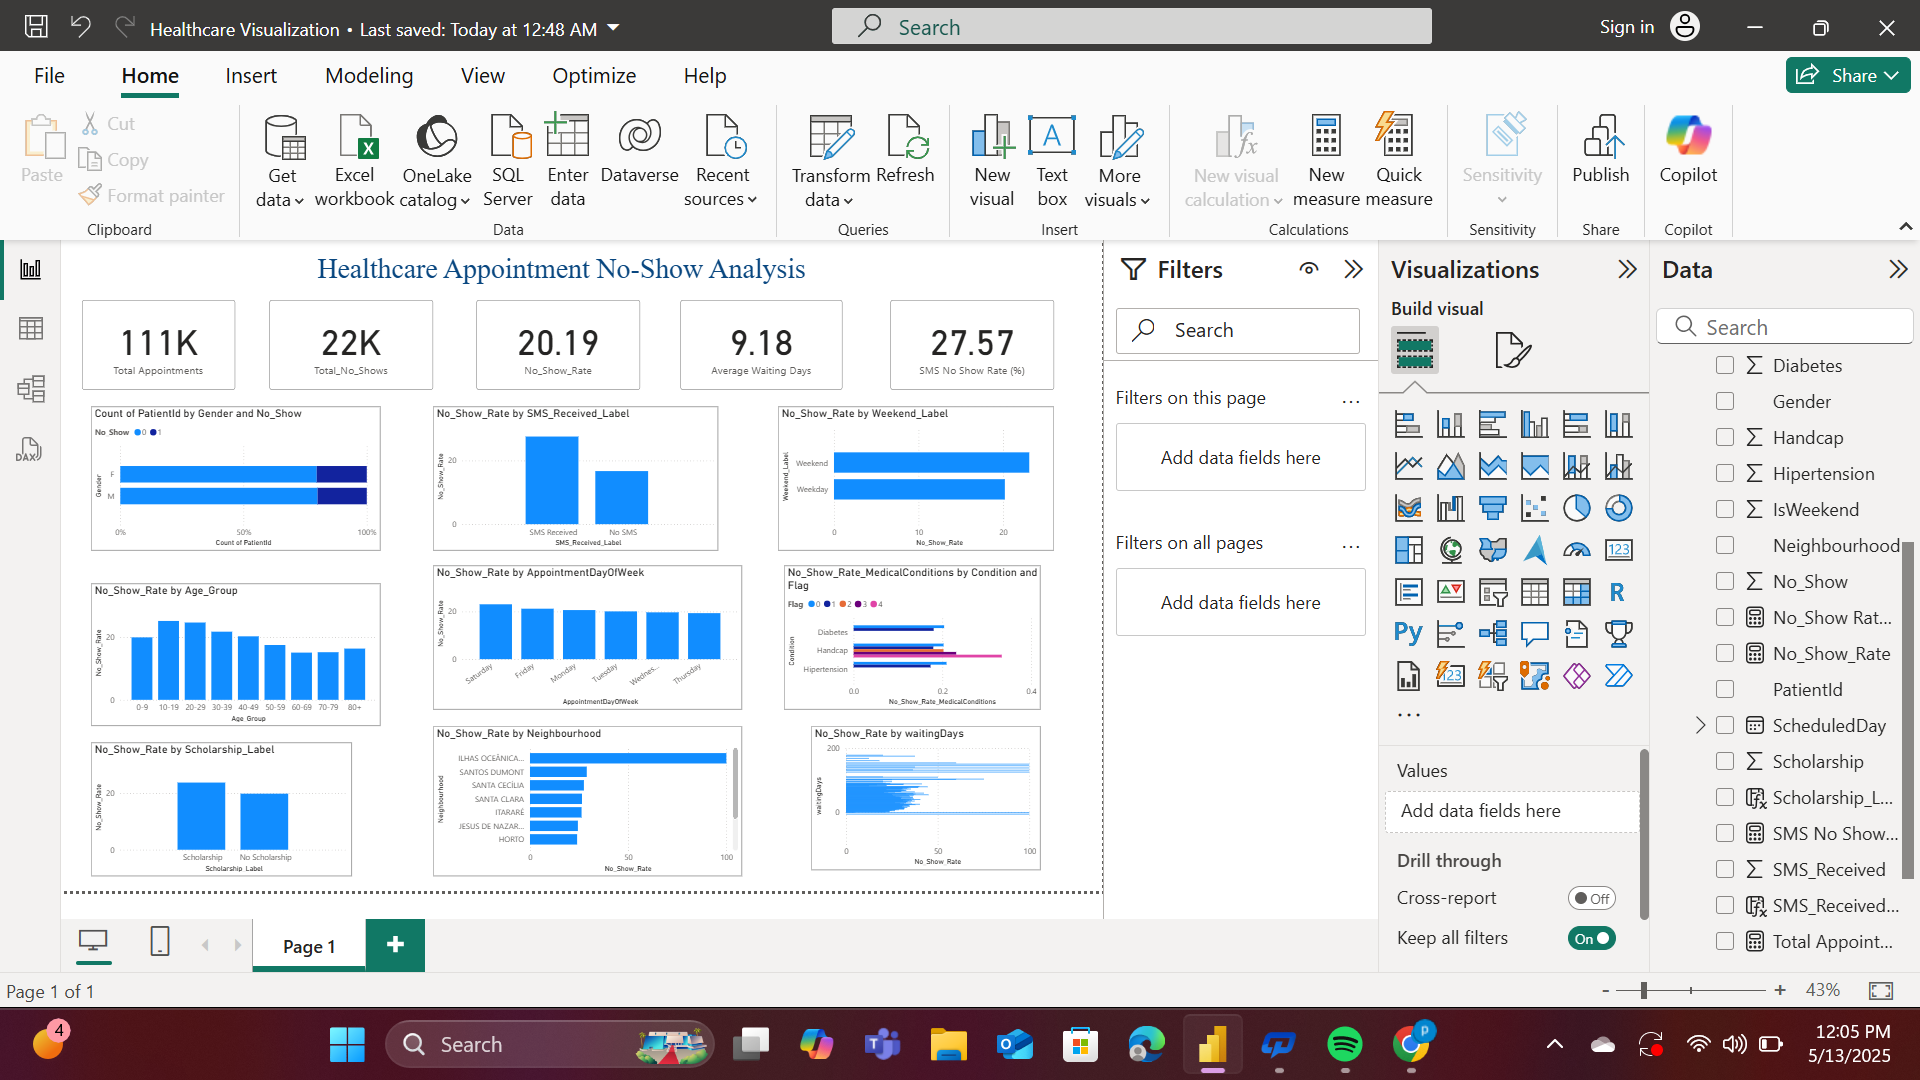 Healthcare Visualization • Last saved: Today at 12:48 AM
Search
Sign in
File
Home
Insert
Modeling
View
Optimize
Help
Share
Paste
Cut
Copy
Format painter
Clipboard
Get data
Excel workbook
OneLake catalog
SQL Server
Enter data
Dataverse
Recent sources
Data
Transform data
Refresh
Queries
New visual
Text box
More visuals
Insert
New visual calculation
New measure
Quick measure
Calculations
Sensitivity
Sensitivity
Publish
Share
Copilot
Copilot
Healthcare Appointment No-Show Analysis
111K
Total Appointments
22K
Total_No_Shows
20.19
No_Show_Rate
9.18
Average Waiting Days
27.57
SMS No Show Rate (%)
Count of PatientId by Gender and No_Show
No_Show 0 1
Gender
F
M
0% 50% 100%
Count of PatientId
No_Show_Rate by SMS_Received_Label
No_Show_Rate
20
0
SMS Received No SMS
SMS_Received_Label
No_Show_Rate by Weekend_Label
Weekend_Label
Weekend
Weekday
0 10 20
No_Show_Rate
No_Show_Rate by Age_Group
No_Show_Rate
20
0
0-9 10-19 20-29 30-39 40-49 50-59 60-69 70-79 80+
Age_Group
No_Show_Rate by AppointmentDayOfWeek
No_Show_Rate
20
0
Saturday Friday Monday Tuesday Wednes... Thursday
AppointmentDayOfWeek
No_Show_Rate_MedicalConditions by Condition and
Flag
Flag 0 1 2 3 4
Condition
Diabetes
Handcap
Hipertension
0.0 0.2 0.4
No_Show_Rate_MedicalConditions
No_Show_Rate by Scholarship_Label
No_Show_Rate
20
0
Scholarship No Scholarship
Scholarship_Label
No_Show_Rate by Neighbourhood
Neighbourhood
ILHAS OCEÂNICA...
SANTOS DUMONT
SANTA CECÍLIA
SANTA CLARA
ITARARÉ
JESUS DE NAZAR...
HORTO
0 50 100
No_Show_Rate
No_Show_Rate by waitingDays
waitingDays
200
0
0 50 100
No_Show_Rate
Filters
Search
Filters on this page ...
Add data fields here
Filters on all pages ...
Add data fields here
Visualizations
Build visual
123
R
Py
123
...
Values
Add data fields here
Drill through
Cross-report
Off
Keep all filters
On
Data
Search
Diabetes
Gender
Handcap
Hipertension
IsWeekend
Neighbourhood
No_Show
No_Show Rat...
No_Show_Rate
PatientId
ScheduledDay
Scholarship
Scholarship_L...
SMS No Show...
SMS_Received
SMS_Received...
Total Appoint...
DAX
Page 1
+
Page 1 of 1
- + 43%
4
Search
P
12:05 PM
5/13/2025